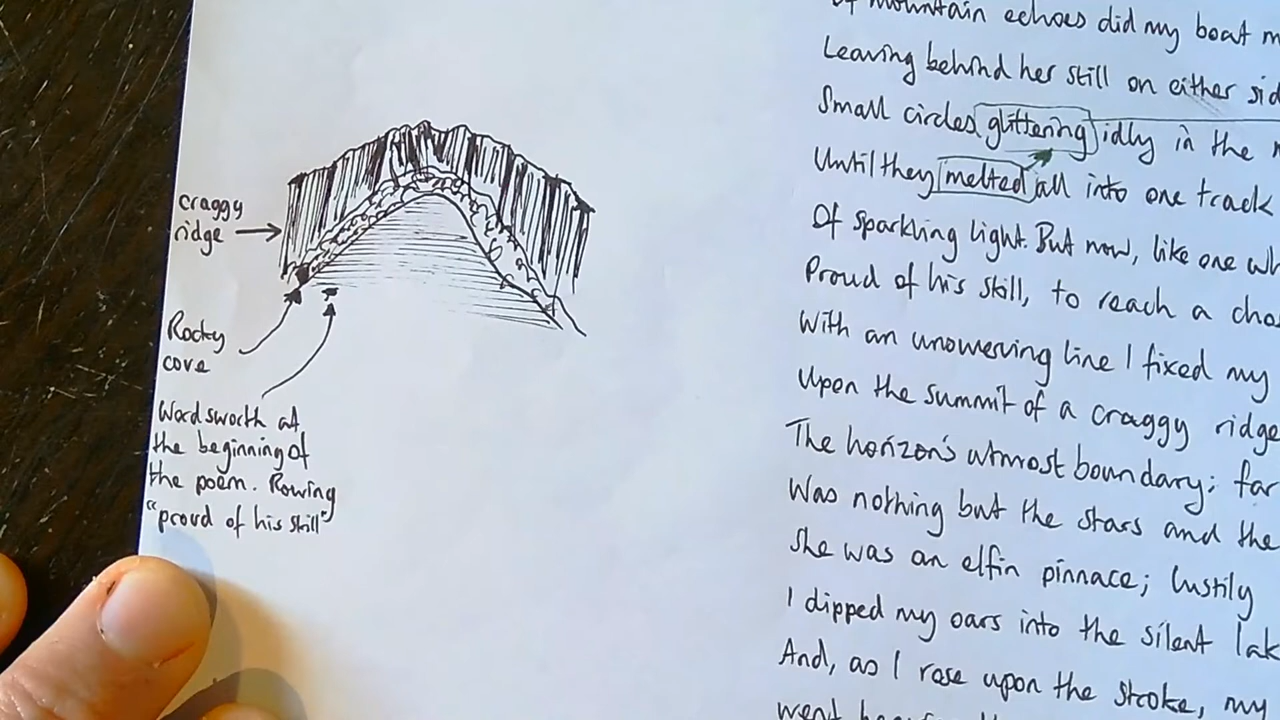 craggy
ridge
Rocky
cove
Wordsworth at
the beginning of
the poem. Rowing
"proud of his skill"
Of mountain echoes did my boat
Leaving behind her still on either
Small circles glittering idly in the
Until they melted all into one track
Of sparkling light. But now, like one
Proud of his skill, to reach a
With an unswerving line I fixed my
Upon the summit of a craggy ridge
The horizon's utmost boundary; far
Was nothing but the stars and the
She was an elfin pinnace; lustily
I dipped my oars into the silent
And, as I rose upon the stroke, my
went